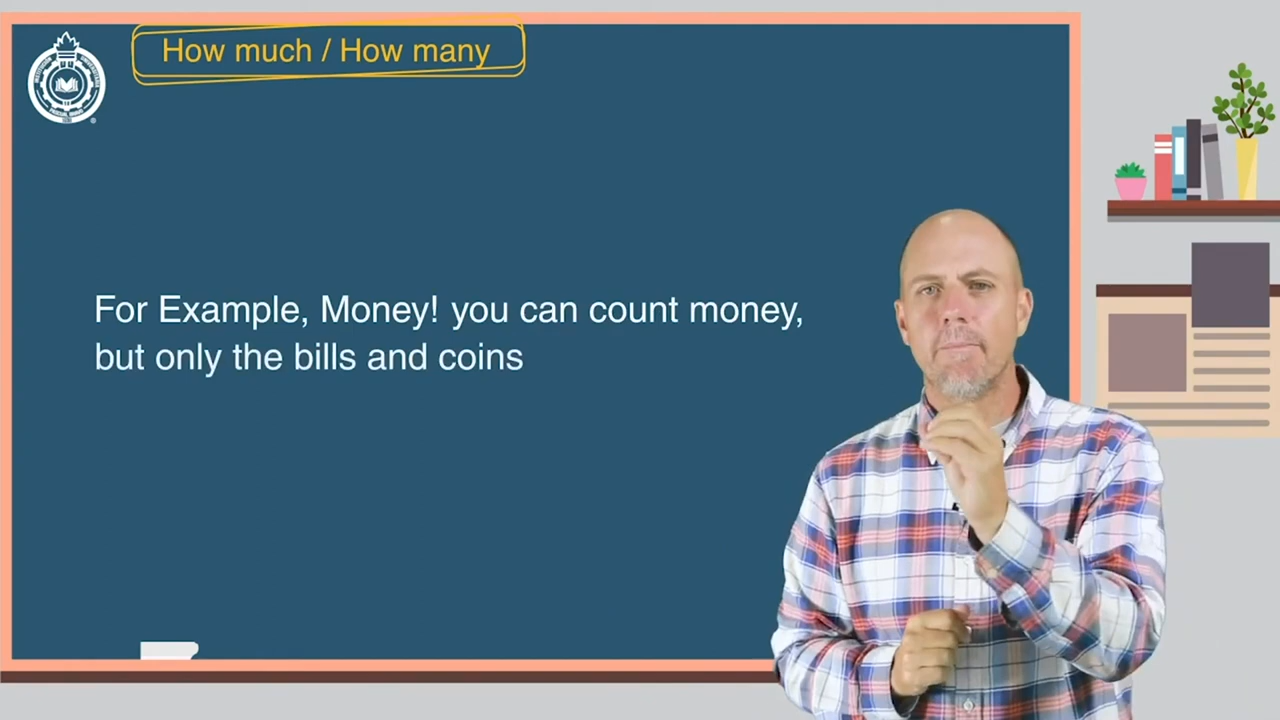 How much / How many
For Example, Money! you can count money,
but only the bills and coins